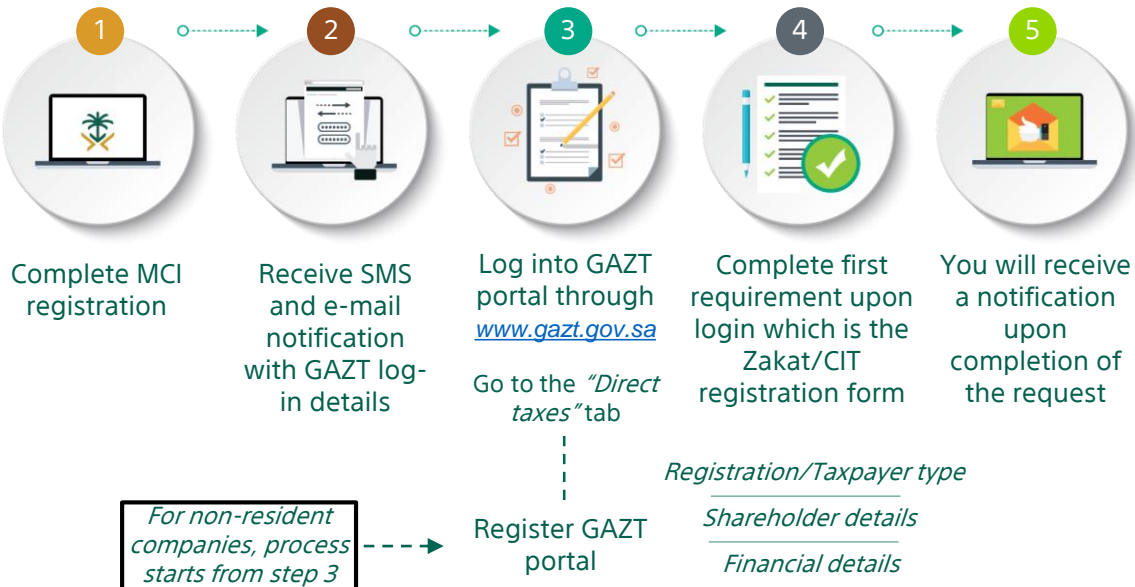 1
2
3
4
5
Complete MCI
registration
Receive SMS
and e-mail
notification
with GAZT log-
in details
Log into GAZT
portal through
www.gazt.gov.sa
Go to the "Direct
taxes" tab
Complete first
requirement upon
login which is the
Zakat/CIT
registration form
You will receive
a notification
upon
completion of
the request
For non-resident
companies, process
starts from step 3
Register GAZT
portal
Registration/Taxpayer type
Shareholder details
Financial details